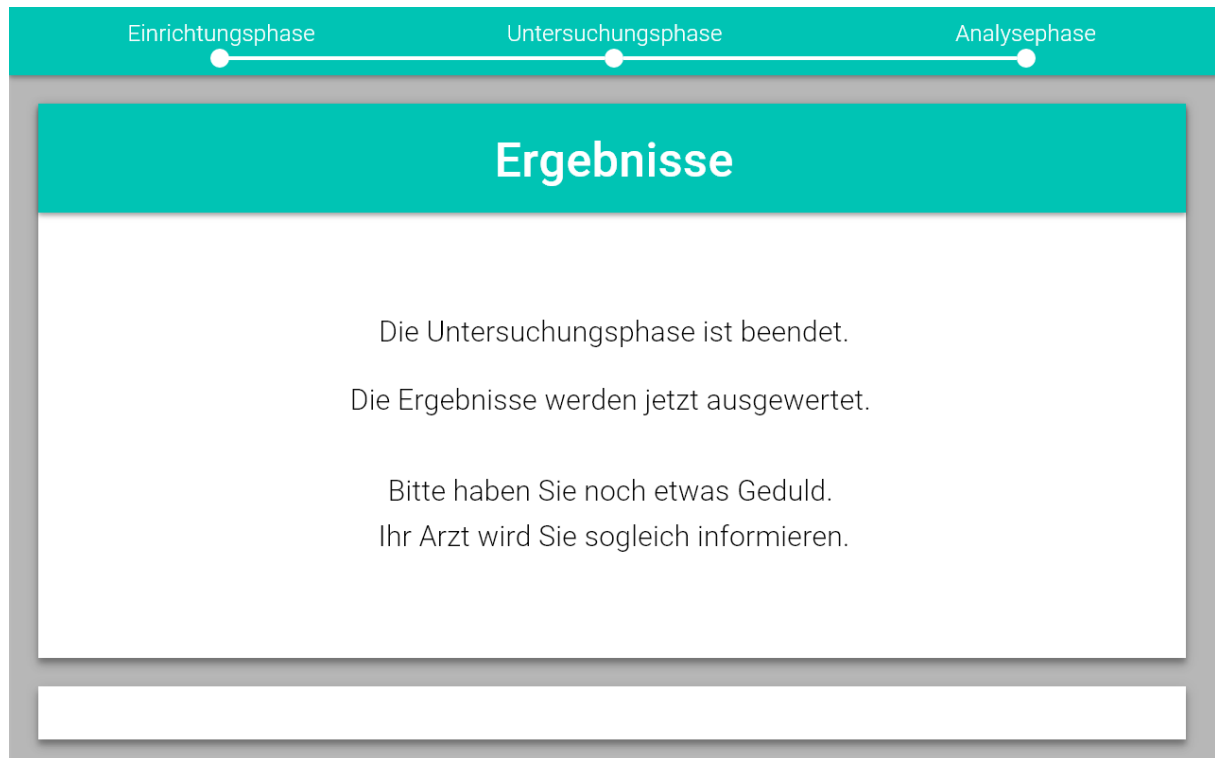 Einrichtungsphase Untersuchungsphase Analysephase
Ergebnisse
Die Untersuchungsphase ist beendet.
Die Ergebnisse werden jetzt ausgewertet.
Bitte haben Sie noch etwas Geduld.
Ihr Arzt wird Sie sogleich informieren.